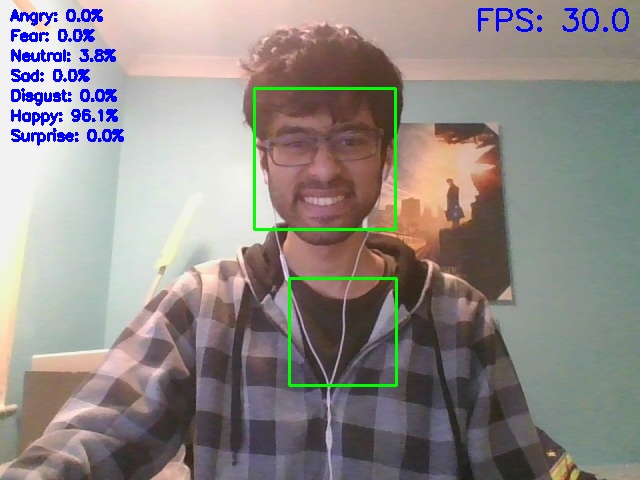 Angry: 0.0%
FPS: 30.0
Fear: 0.0%
Neutral: 3.8%
Sad: 0.0%
Disgust: 0.0%
Happy: 96.1%
Surprise: 0.0%